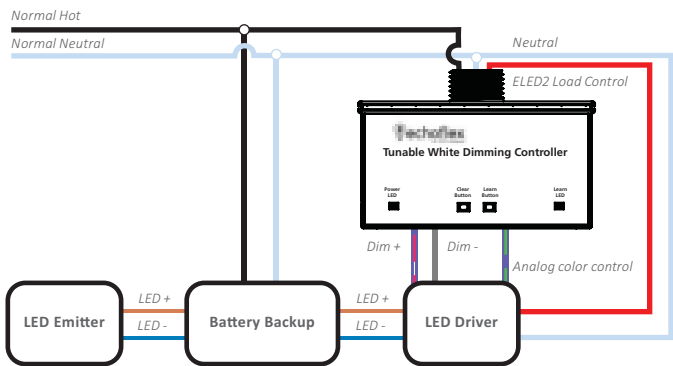 Normal Hot
Normal Neutral
Neutral
ELED2 Load Control
Tunable White Dimming Controller
Power
LED
Clear
Button
Learn
Button
Learn
LED
Dim +
Dim -
Analog color control
LED Emitter
LED +
LED -
Battery Backup
LED +
LED -
LED Driver